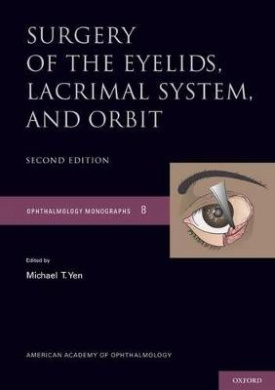 SURGERY
OF THE EYELIDS,
LACRIMAL SYSTEM,
AND ORBIT
SECOND EDITION
OPHTHALMOLOGY MONOGRAPHS 8
Edited by
Michael T. Yen
AMERICAN ACADEMY OF OPHTHALMOLOGY
OXFORD